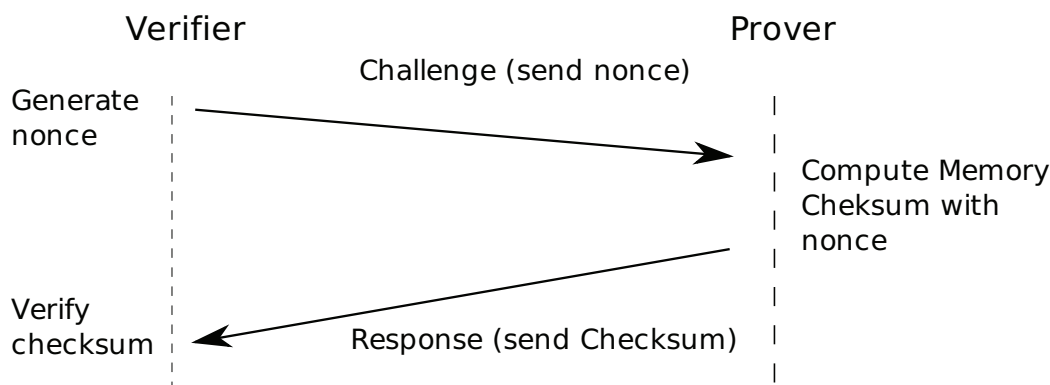 Verifier
Prover
Challenge (send nonce)
Generate
nonce
Compute Memory
Cheksum with
nonce
Verify
checksum
Response (send Checksum)